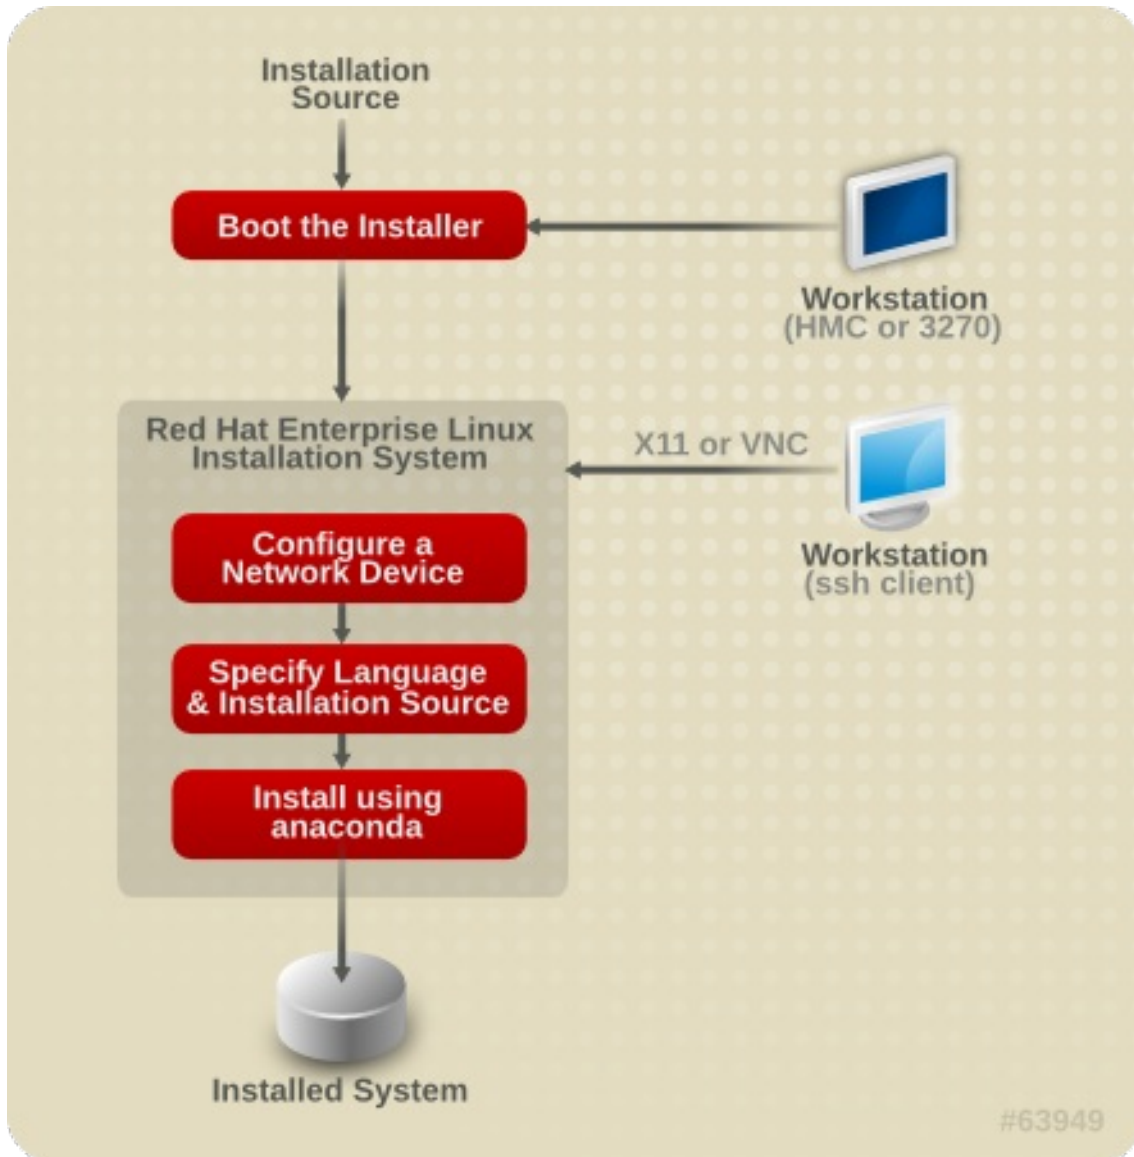 Installation
Source
Boot the Installer
Workstation
(HMC or 3270)
Red Hat Enterprise Linux
Installation System
X11 or VNC
Workstation
(ssh client)
Configure a
Network Device
Specify Language
& Installation Source
Install using
anaconda
Installed System
#63949